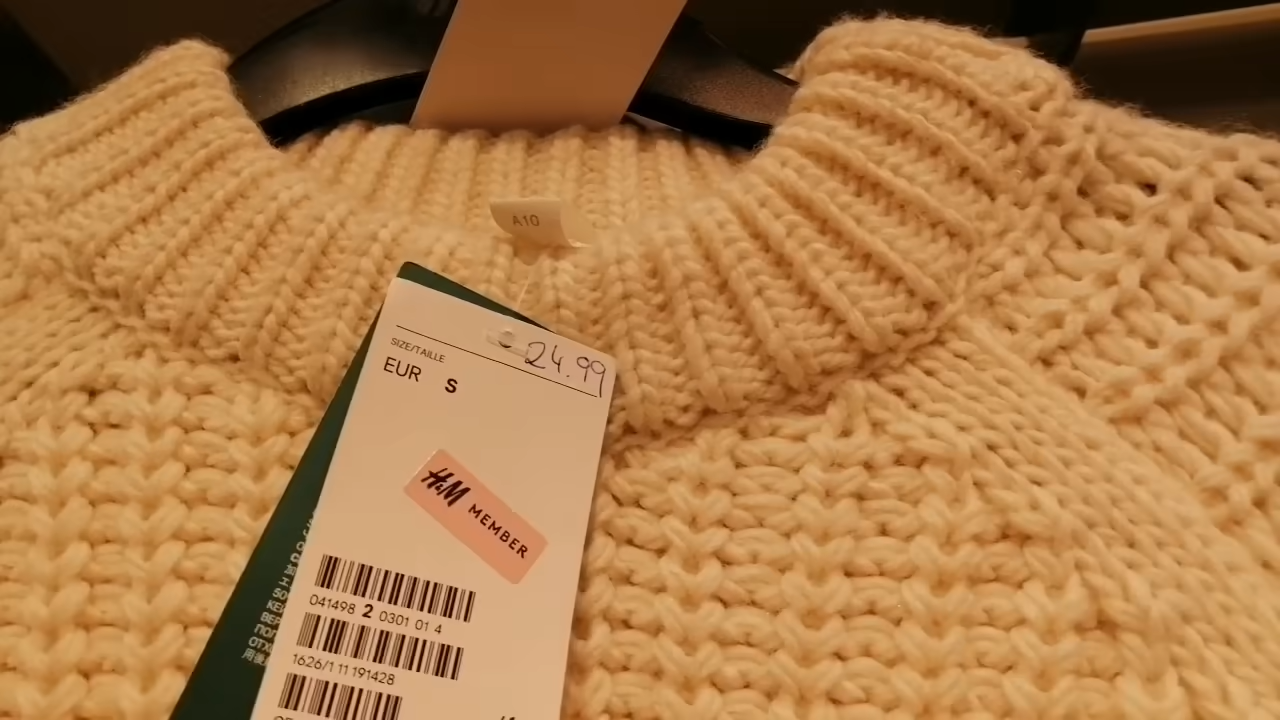 A10
24.99
SIZE/TAILLE
EUR S
H&M MEMBER
041498 2 0301 01 4
1626/1 11 191428